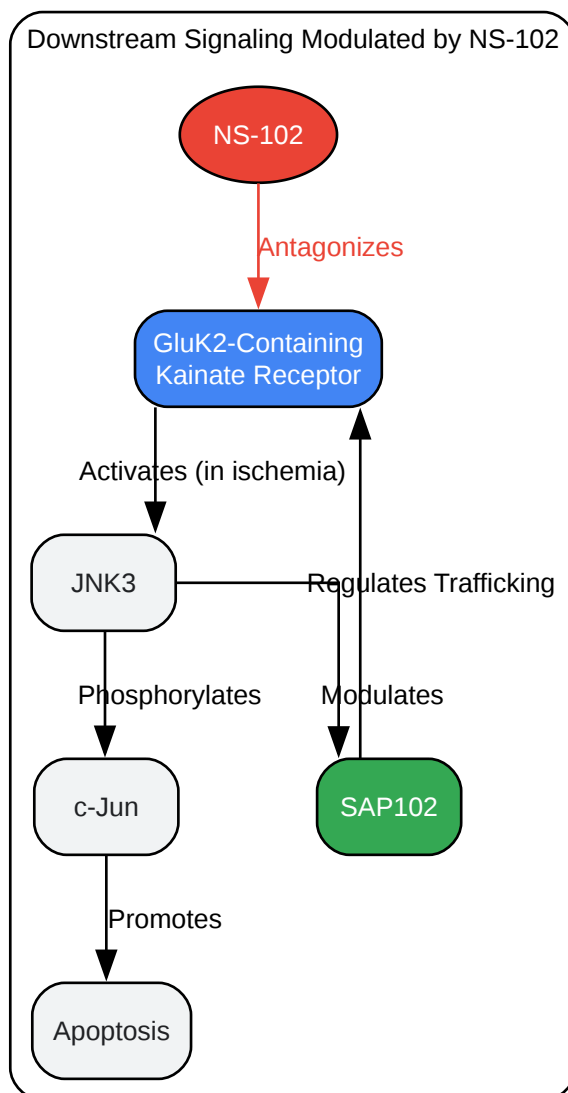 Downstream Signaling Modulated by NS-102
NS-102
Antagonizes
GluK2-Containing
Kainate Receptor
Activates (in ischemia)
JNK3
Regulates Trafficking
Phosphorylates
Modulates
c-Jun
SAP102
Promotes
Apoptosis